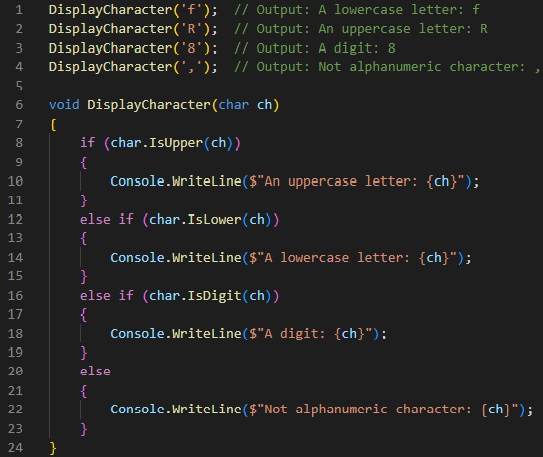 1 DisplayCharacter('f');  // Output: A lowercase letter: f
2 DisplayCharacter('R');  // Output: An uppercase letter: R
3 DisplayCharacter('8');  // Output: A digit: 8
4 DisplayCharacter(',');  // Output: Not alphanumeric character: ,
5
6 void DisplayCharacter(char ch)
7 {
8     if (char.IsUpper(ch))
9     {
10         Console.WriteLine($"An uppercase letter: {ch}");
11     }
12     else if (char.IsLower(ch))
13     {
14         Console.WriteLine($"A lowercase letter: {ch}");
15     }
16     else if (char.IsDigit(ch))
17     {
18         Console.WriteLine($"A digit: {ch}");
19     }
20     else
21     {
22         Console.WriteLine($"Not alphanumeric character: {ch}");
23     }
24 }